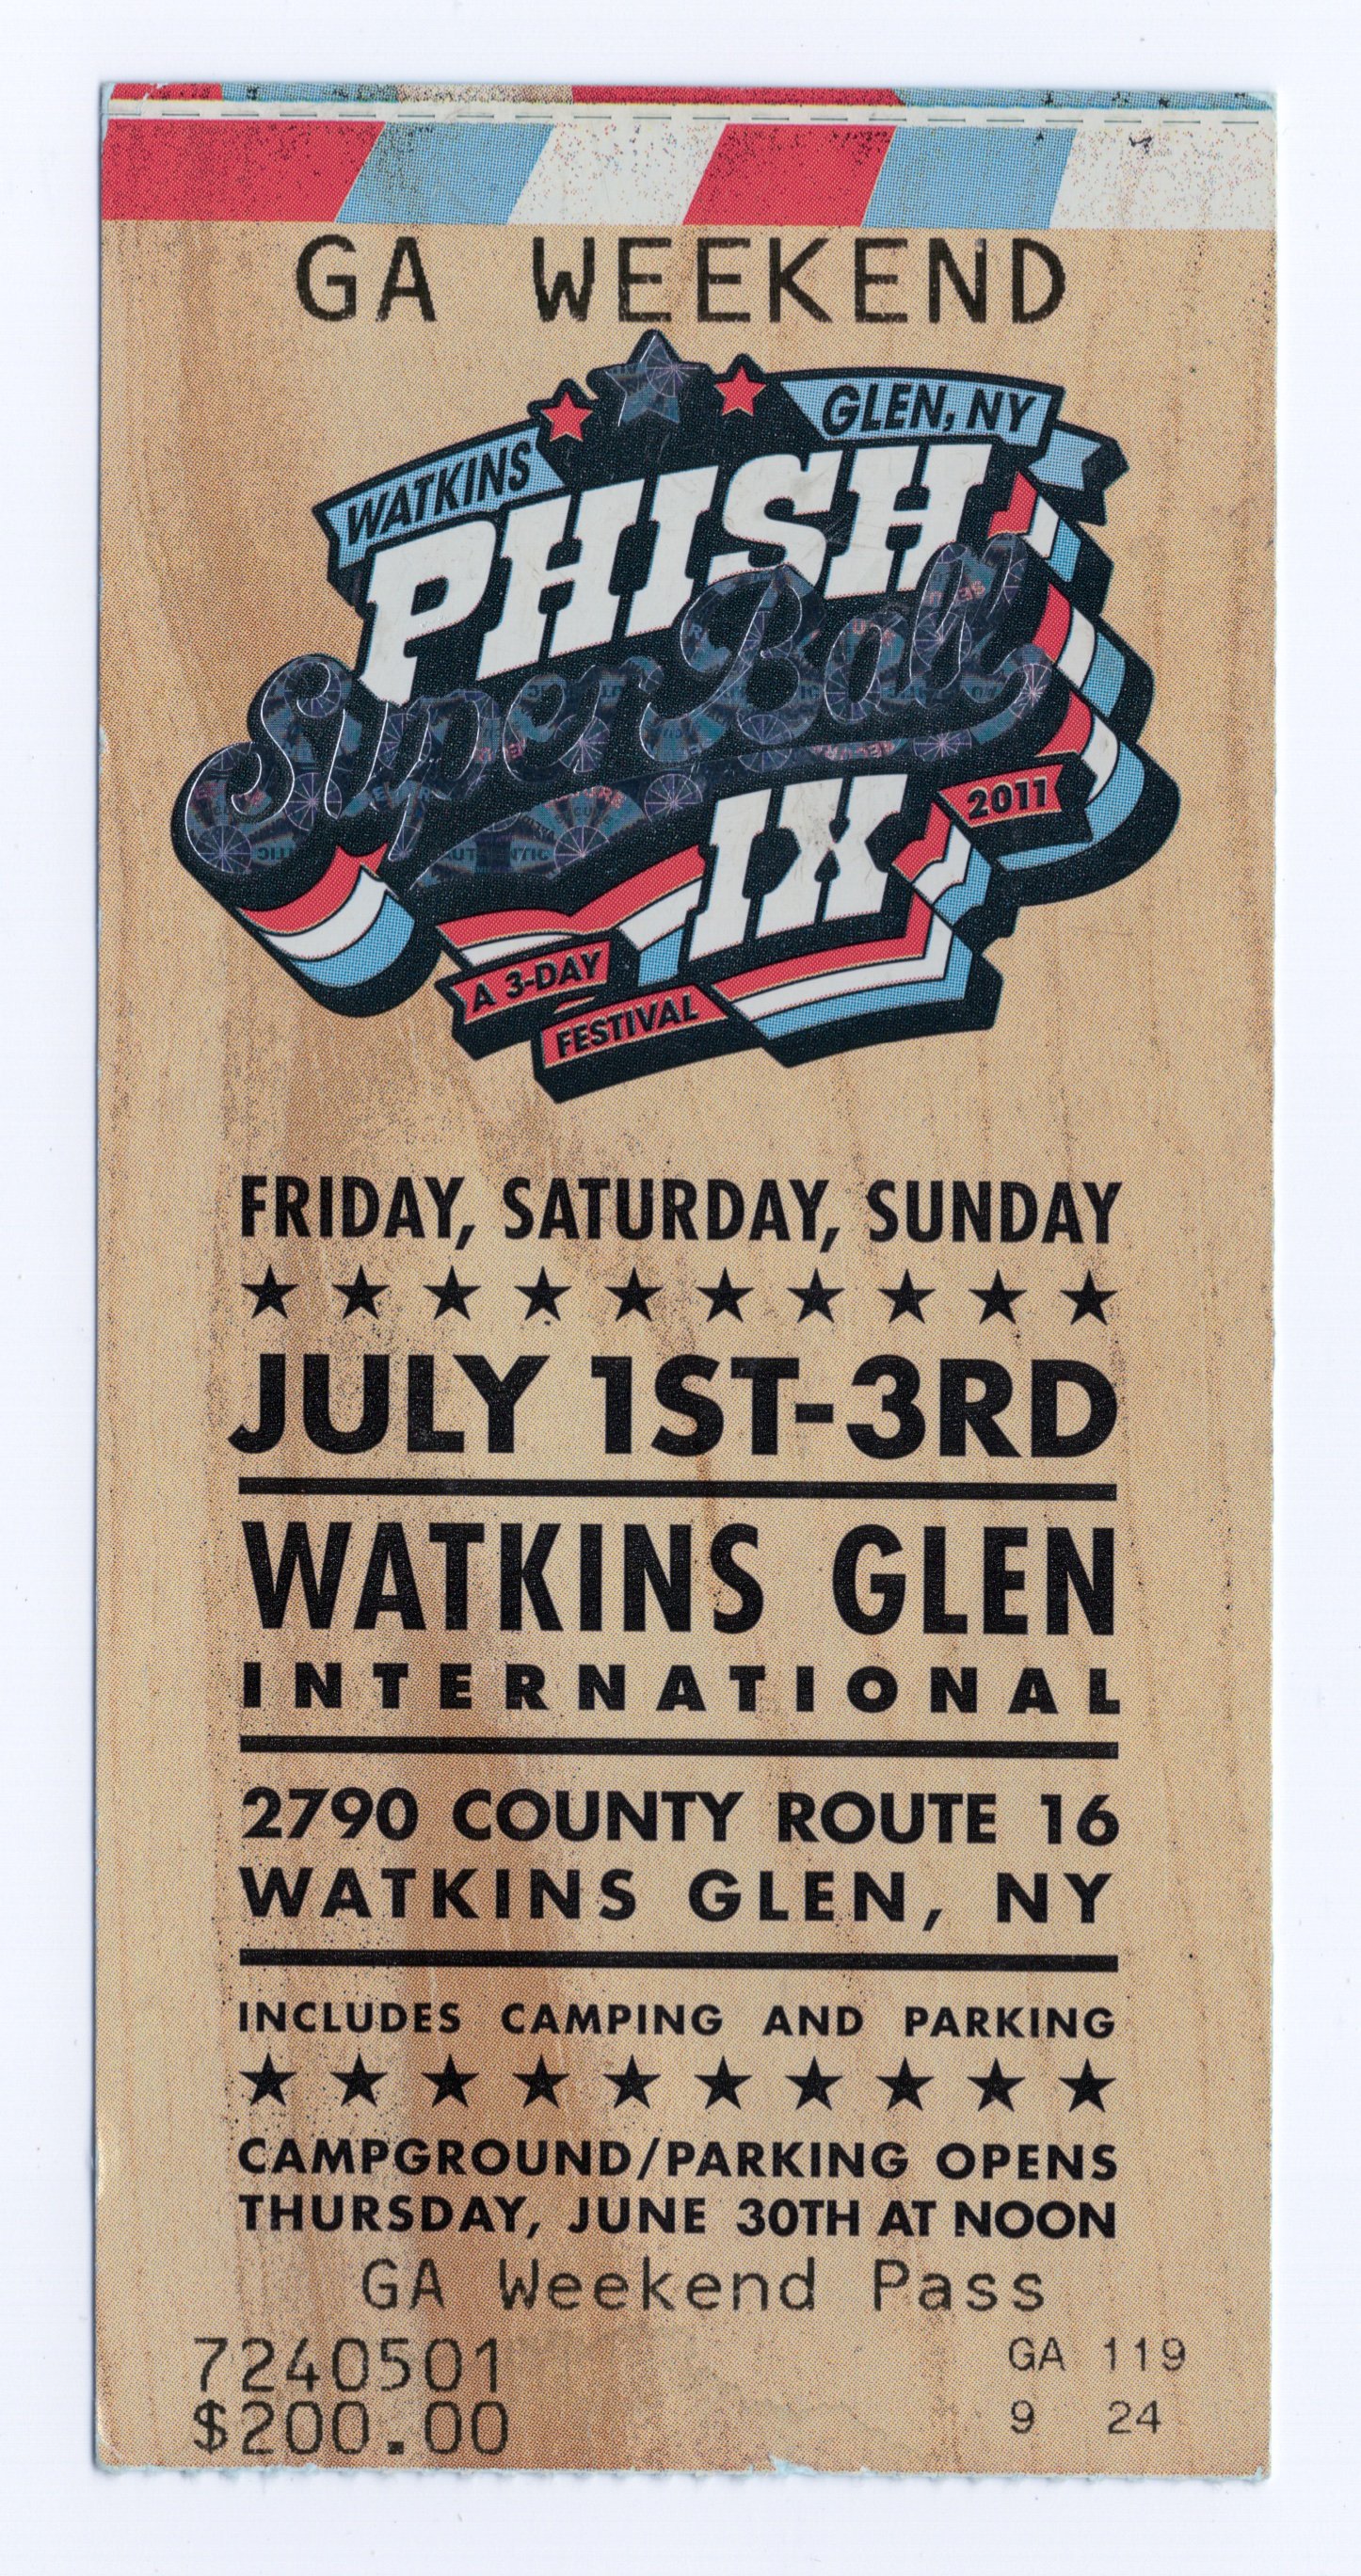 GA WEEKEND
WATKINS GLEN, NY
PHISH
Super Ball
IX
2011
A 3-DAY
FESTIVAL
FRIDAY, SATURDAY, SUNDAY
JULY 1ST-3RD
WATKINS GLEN
INTERNATIONAL
2790 COUNTY ROUTE 16
WATKINS GLEN, NY
INCLUDES CAMPING AND PARKING
CAMPGROUND/PARKING OPENS
THURSDAY, JUNE 30TH AT NOON
GA Weekend Pass
7240501 GA 119
$200.00 9 24